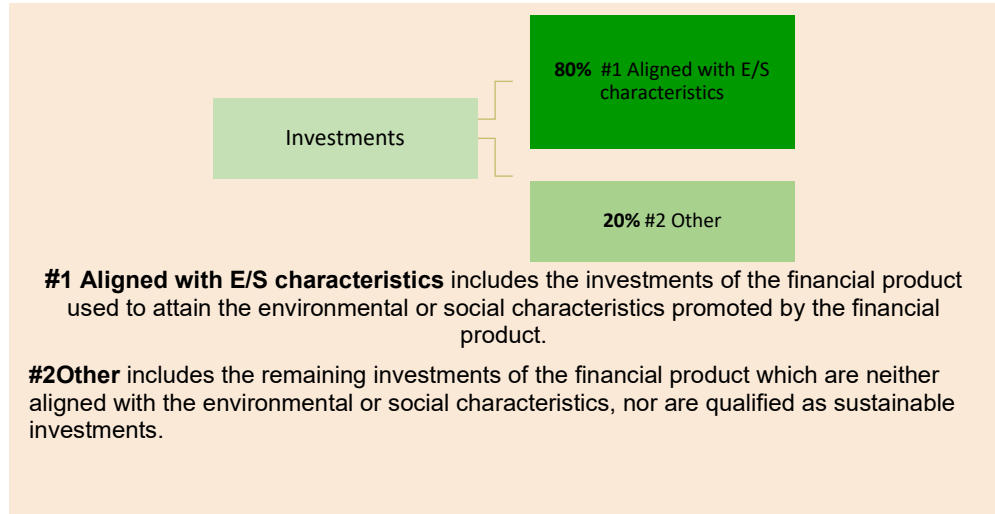 80% #1 Aligned with E/S
characteristics
Investments
20% #2 Other
#1 Aligned with E/S characteristics includes the investments of the financial product
used to attain the environmental or social characteristics promoted by the financial
product.
#2Other includes the remaining investments of the financial product which are neither
aligned with the environmental or social characteristics, nor are qualified as sustainable
investments.